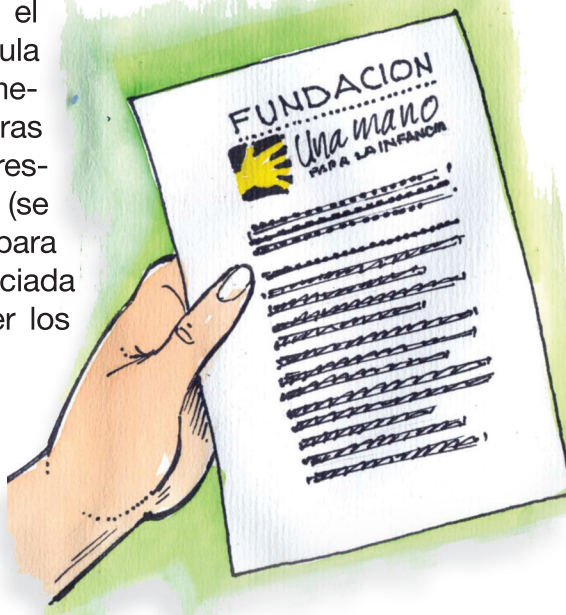 el
ula
ne-
ras
res-
(se
para
ciada
er los
FUNDACION
Una mano
PARA LA INFANCIA